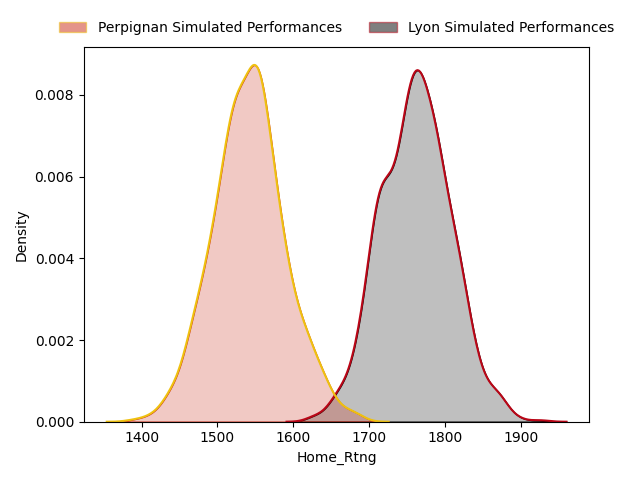 Perpignan Simulated Performances Lyon Simulated Performances
0.008
0.006
0.004
0.002
0.000
Density
1400 1500 1600 1700 1800 1900
Home_Rtng